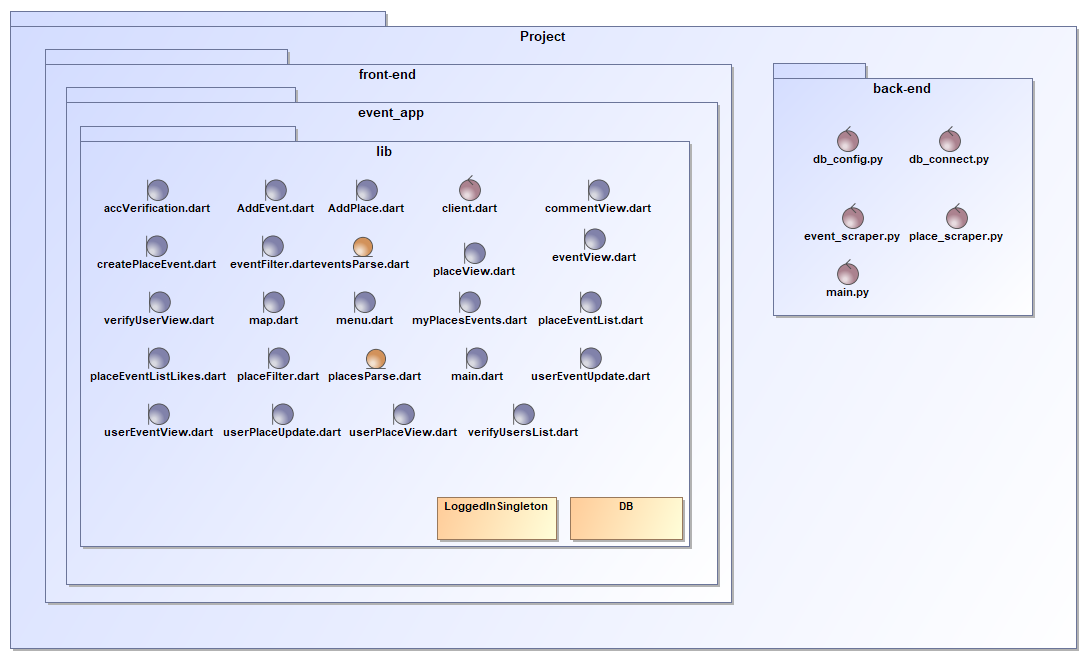 Project
front-end
event_app
lib
accVerification.dart
AddEvent.dart
AddPlace.dart
client.dart
commentView.dart
createPlaceEvent.dart
eventFilter.dart
eventsParse.dart
placeView.dart
eventView.dart
verifyUserView.dart
map.dart
menu.dart
myPlacesEvents.dart
placeEventList.dart
placeEventListLikes.dart
placeFilter.dart
placesParse.dart
main.dart
userEventUpdate.dart
userEventView.dart
userPlaceUpdate.dart
userPlaceView.dart
verifyUsersList.dart
LoggedInSingleton
DB
back-end
db_config.py
db_connect.py
event_scraper.py
place_scraper.py
main.py